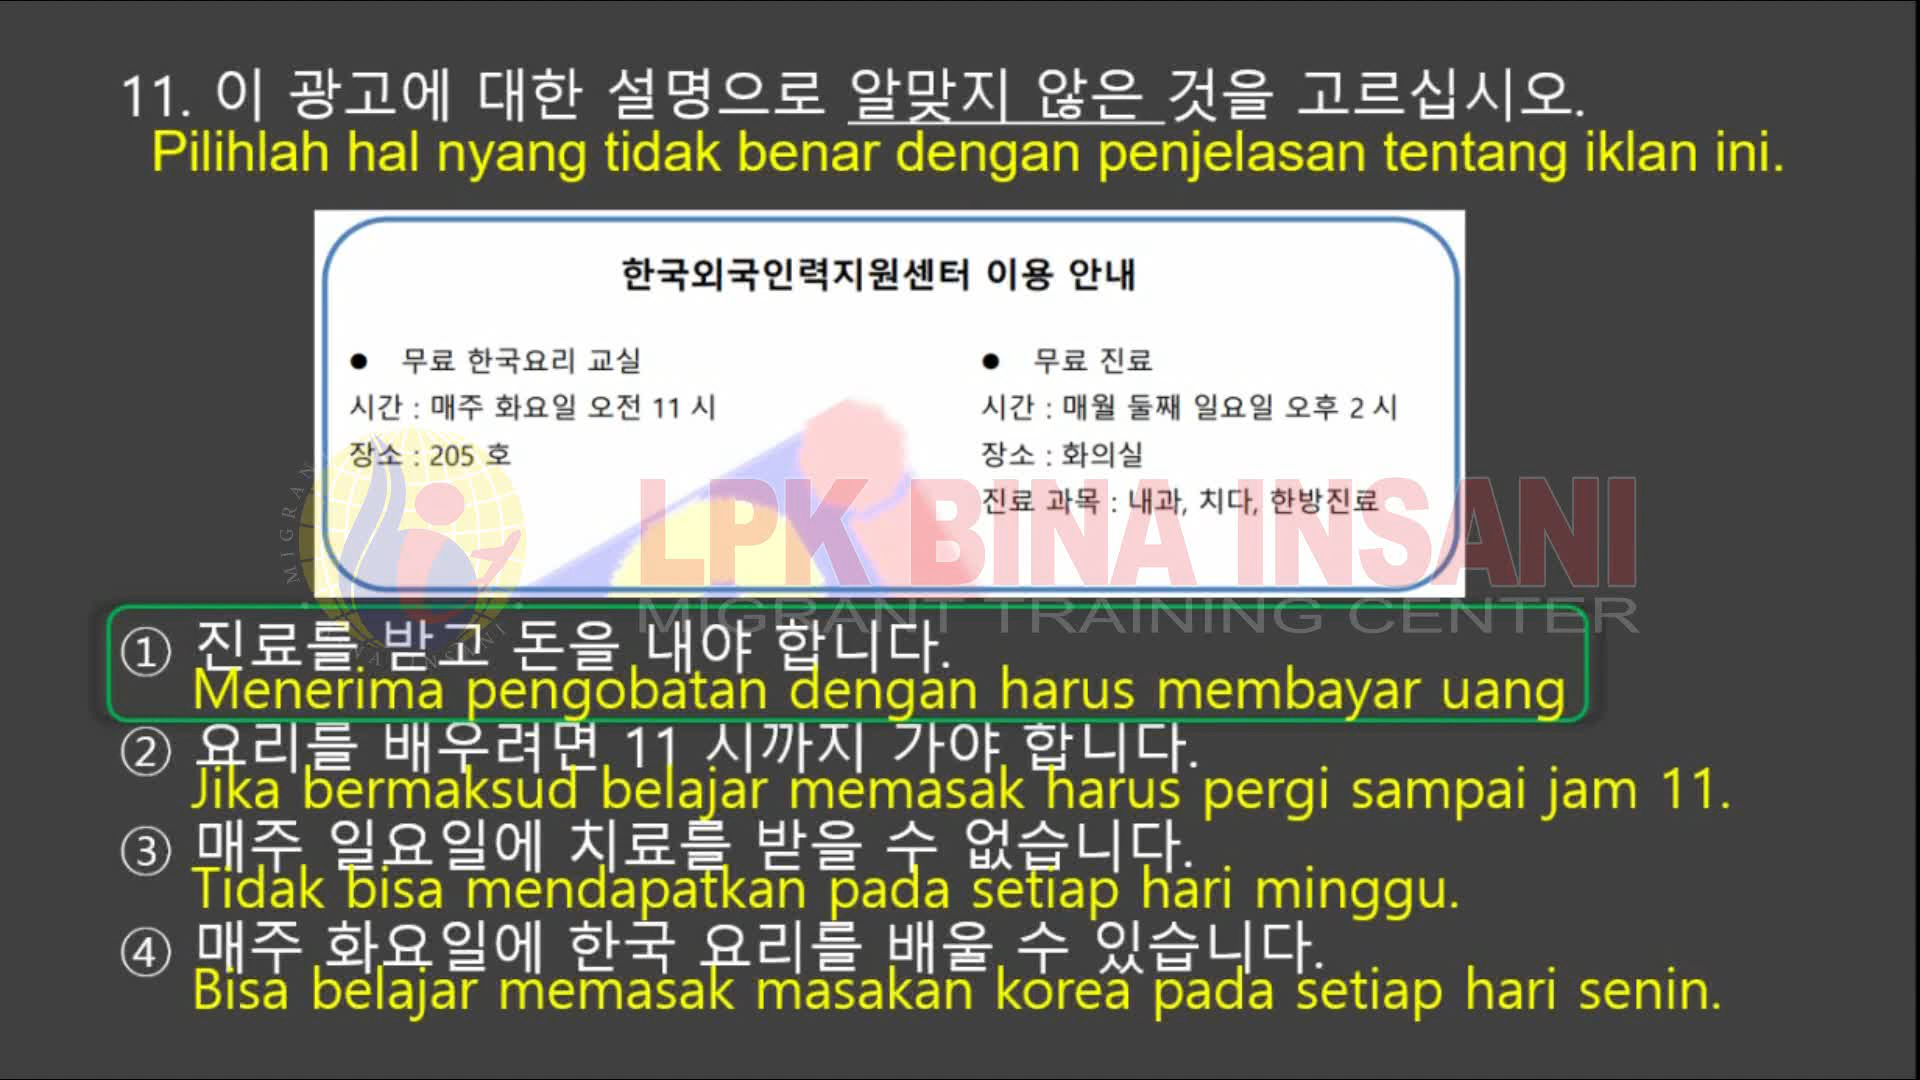 11. 이 광고에 대한 설명으로 알맞지 않은 것을 고르십시오.
Pilihlah hal nyang tidak benar dengan penjelasan tentang iklan ini.
한국외국인력지원센터 이용 안내
● 무료 한국요리 교실
시간 : 매주 화요일 오전 11 시
장소 : 205 호
● 무료 진료
시간 : 매월 둘째 일요일 오후 2 시
장소 : 화의실
진료 과목 : 내과, 치다, 한방진료
LPK BINA INSANI
MIGRANT TRAINING CENTER
① 진료를 받고 돈을 내야 합니다.
Menerima pengobatan dengan harus membayar uang
② 요리를 배우려면 11 시까지 가야 합니다.
Jika bermaksud belajar memasak harus pergi sampai jam 11.
③ 매주 일요일에 치료를 받을 수 없습니다.
Tidak bisa mendapatkan pada setiap hari minggu.
④ 매주 화요일에 한국 요리를 배울 수 있습니다.
Bisa belajar memasak masakan korea pada setiap hari senin.